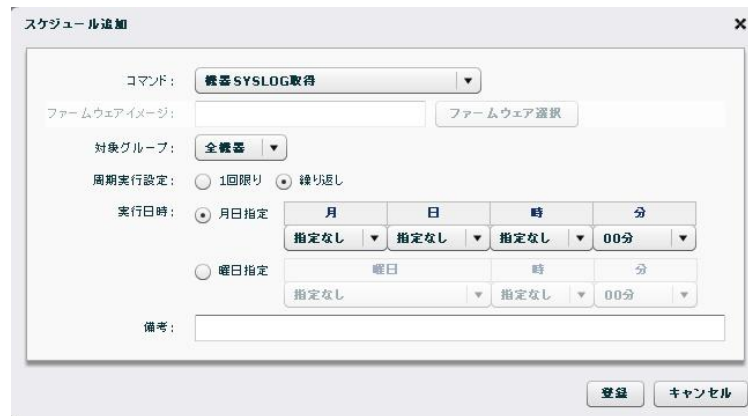 スケジュール追加
コマンド: 機器SYSLOG取得
ファームウェアイメージ: ファームウェア選択
対象グループ: 全機器
周期実行設定: 1回限り 繰り返し
実行日時: 月日指定 月 日 時 分
指定なし 指定なし 指定なし 00分
曜日指定 曜日 時 分
指定なし 指定なし 00分
備考:
登録 キャンセル